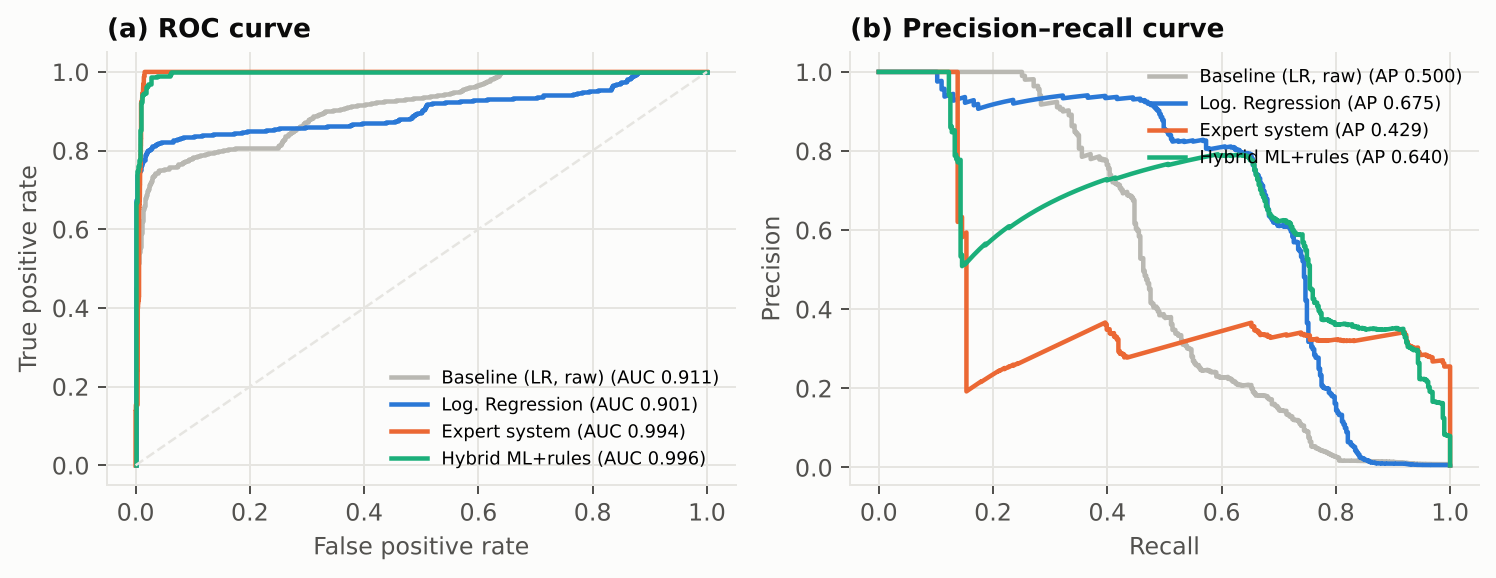 (a) ROC curve
True positive rate
1.0
0.8
0.6
0.4
0.2
0.0
Baseline (LR, raw) (AUC 0.911)
Log. Regression (AUC 0.901)
Expert system (AUC 0.994)
Hybrid ML+rules (AUC 0.996)
0.0 0.2 0.4 0.6 0.8 1.0
False positive rate
(b) Precision–recall curve
Precision
1.0
0.8
0.6
0.4
0.2
0.0
Baseline (LR, raw) (AP 0.500)
Log. Regression (AP 0.675)
Expert system (AP 0.429)
Hybrid ML+rules (AP 0.640)
0.0 0.2 0.4 0.6 0.8 1.0
Recall